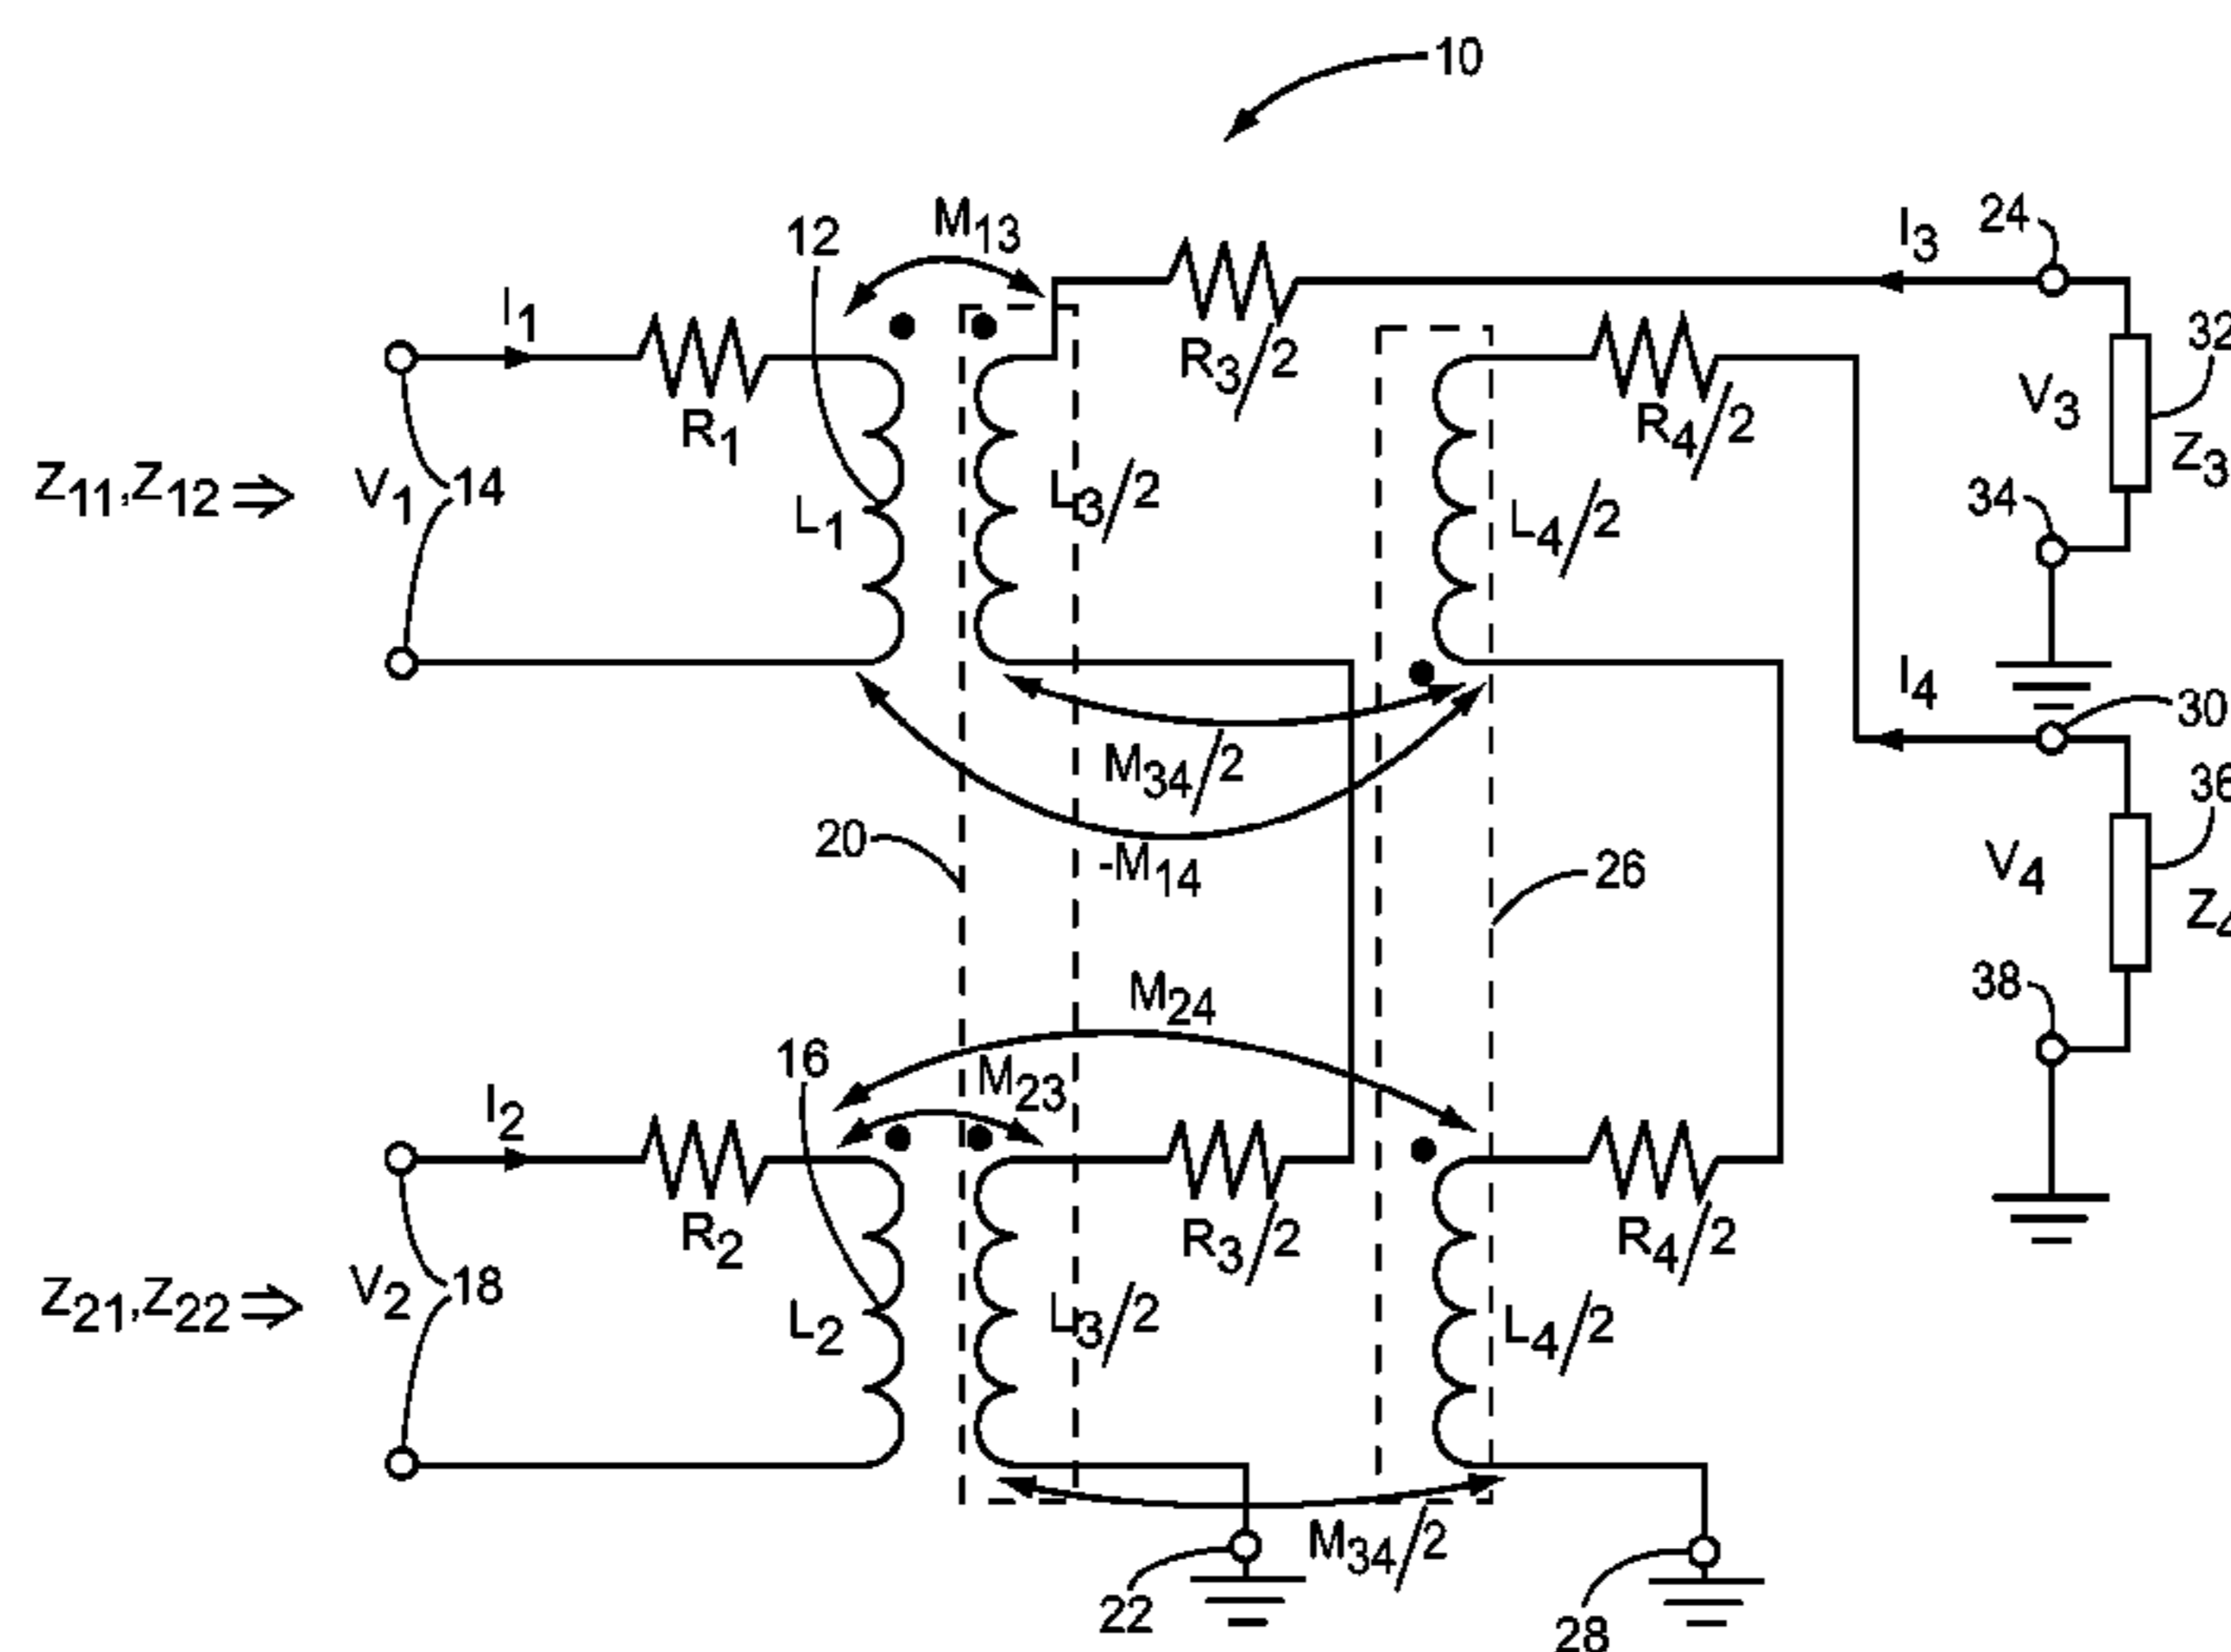 10
24
I3
M13
12
32
I1
R3/2
V3
R4/2
R1
Z3
Z11,Z12 ⇒
V1
14
L1
L3/2
L4/2
34
I4
30
M34/2
36
20
-M14
26
V4
38
M24
16
M23
I2
R2
R3/2
R4/2
Z21,Z22 ⇒
V2
18
L2
L3/2
L4/2
M34/2
22
28